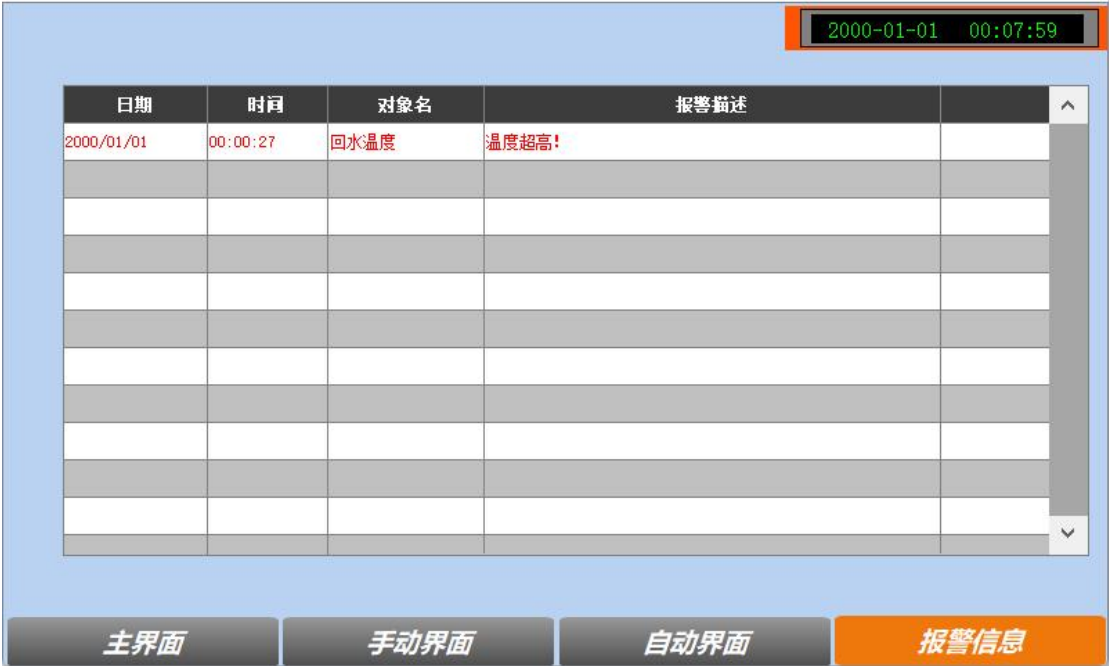 2000-01-01 00:07:59
日期 时间 对象名 报警描述
2000/01/01 00:00:27 回水温度 温度超高!
主界面 手动界面 自动界面 报警信息